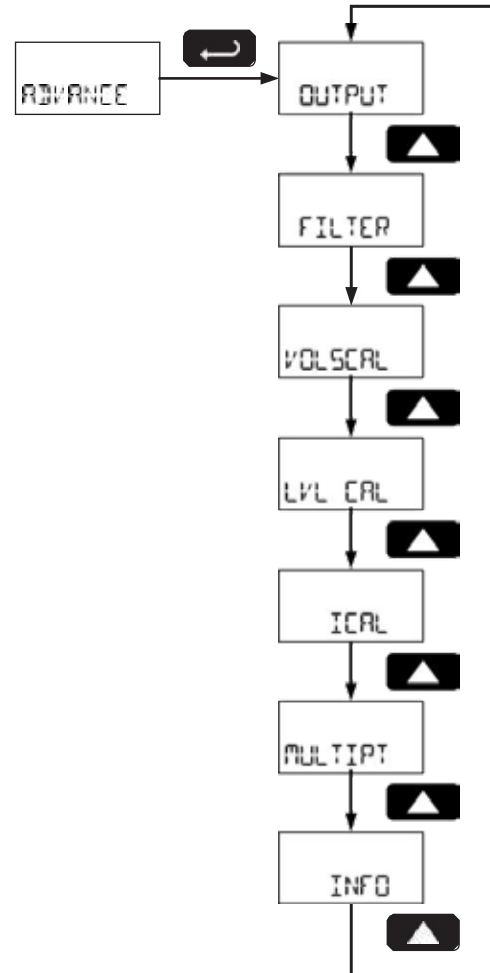 ADVANCE
OUTPUT
FILTER
VOLSCAL
LVL CAL
ICAL
MULTIPT
INFO